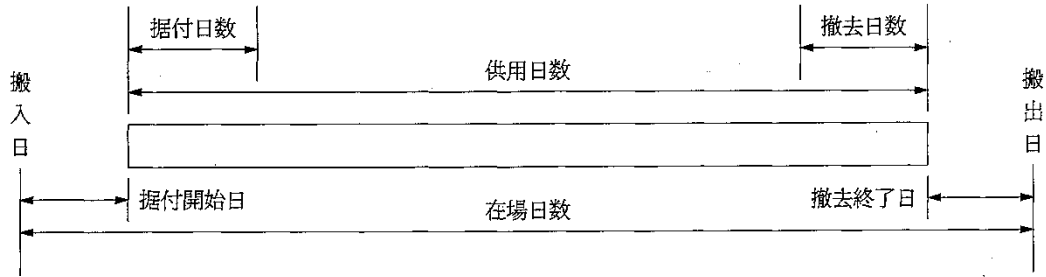 据付日数
撤去日数
供用日数
搬入日
搬出日
据付開始日
在場日数
撤去終了日